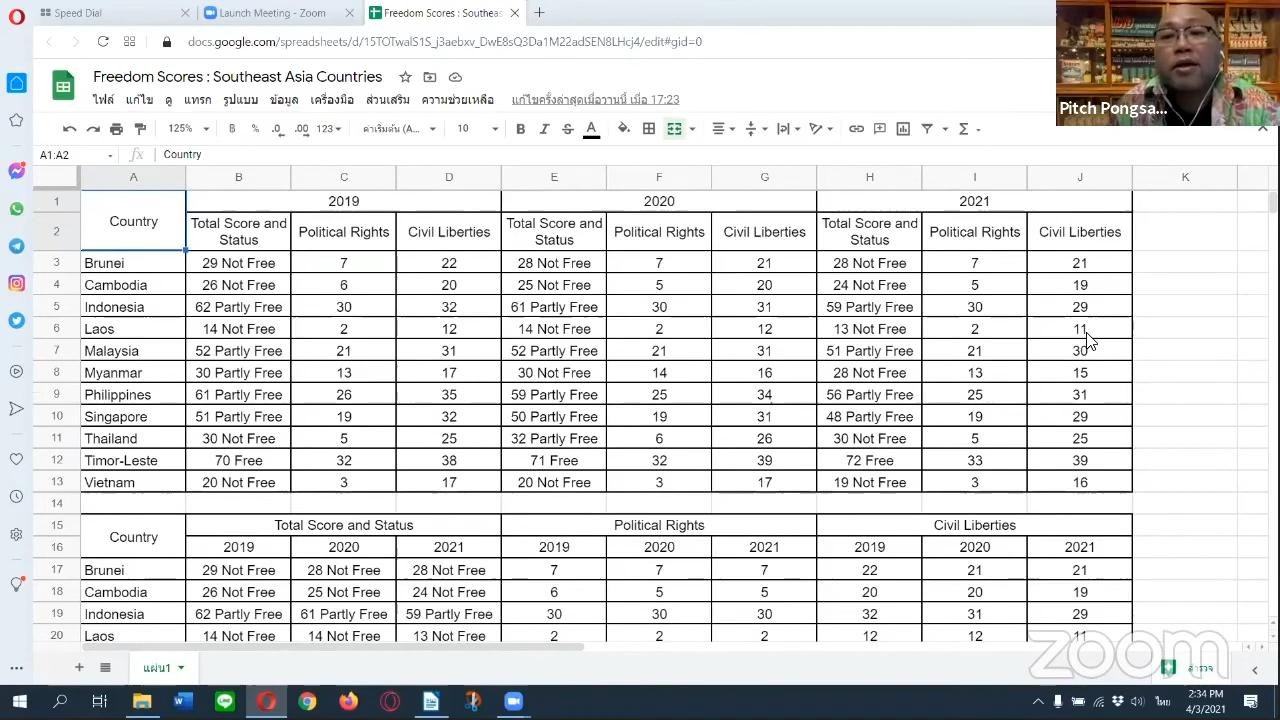 Speed Dial
Launch Meeting - Zoom
Freedom Scores : Southeas
Pitch Pongsa...
Freedom Scores : Southeast Asia Countries
ไฟล์ แก้ไข ดู แทรก รูปแบบ ข้อมูล เครื่องมือ ส่วนเสริม ความช่วยเหลือ แก้ไขครั้งล่าสุดเมื่อวานนี้ เมื่อ 17:23
125% B % .0 .00 123 ค่าเริ่มต้น (A... 10 B I S A
A1:A2 fx Country
A B C D E F G H I J K
1 Country 2019 2020 2021
2 Total Score and Status Political Rights Civil Liberties Total Score and Status Political Rights Civil Liberties Total Score and Status Political Rights Civil Liberties
3 Brunei 29 Not Free 7 22 28 Not Free 7 21 28 Not Free 7 21
4 Cambodia 26 Not Free 6 20 25 Not Free 5 20 24 Not Free 5 19
5 Indonesia 62 Partly Free 30 32 61 Partly Free 30 31 59 Partly Free 30 29
6 Laos 14 Not Free 2 12 14 Not Free 2 12 13 Not Free 2 11
7 Malaysia 52 Partly Free 21 31 52 Partly Free 21 31 51 Partly Free 21 30
8 Myanmar 30 Partly Free 13 17 30 Not Free 14 16 28 Not Free 13 15
9 Philippines 61 Partly Free 26 35 59 Partly Free 25 34 56 Partly Free 25 31
10 Singapore 51 Partly Free 19 32 50 Partly Free 19 31 48 Partly Free 19 29
11 Thailand 30 Not Free 5 25 32 Partly Free 6 26 30 Not Free 5 25
12 Timor-Leste 70 Free 32 38 71 Free 32 39 72 Free 33 39
13 Vietnam 20 Not Free 3 17 20 Not Free 3 17 19 Not Free 3 16
14
15 Country Total Score and Status Political Rights Civil Liberties
16 2019 2020 2021 2019 2020 2021 2019 2020 2021
17 Brunei 29 Not Free 28 Not Free 28 Not Free 7 7 7 22 21 21
18 Cambodia 26 Not Free 25 Not Free 24 Not Free 6 5 5 20 20 19
19 Indonesia 62 Partly Free 61 Partly Free 59 Partly Free 30 30 30 32 31 29
20 Laos 14 Not Free 14 Not Free 13 Not Free 2 2 2 12 12 11
zoom
แผ่น1 สำรวจ
ไทย 2:34 PM
4/3/2021